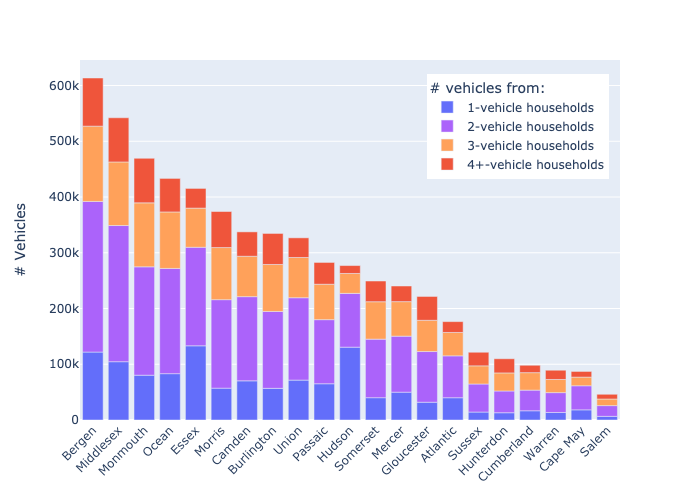 # vehicles from:
1-vehicle households
2-vehicle households
3-vehicle households
4+-vehicle households
600k
500k
400k
300k
200k
100k
0
# Vehicles
Bergen
Middlesex
Monmouth
Ocean
Essex
Morris
Camden
Burlington
Union
Passaic
Hudson
Somerset
Mercer
Gloucester
Atlantic
Sussex
Hunterdon
Cumberland
Warren
Cape May
Salem